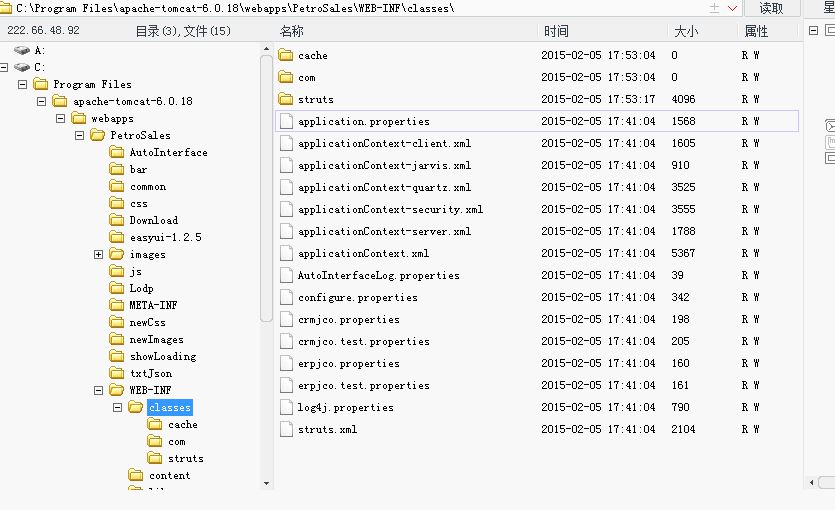 C:\Program Files\apache-tomcat-6.0.18\webapps\PetroSales\WEB-INF\classes\ 读取
222.66.48.92 目录(3),文件(15) 名称 时间 大小 属性
A:
C:
Program Files
apache-tomcat-6.0.18
webapps
PetroSales
AutoInterface
bar
common
css
Download
easyui-1.2.5
images
js
Lodp
META-INF
newCss
newImages
showLoading
txtJson
WEB-INF
classes
cache
com
struts
content
cache 2015-02-05 17:53:04 0 R W
com 2015-02-05 17:53:04 0 R W
struts 2015-02-05 17:53:17 4096 R W
application.properties 2015-02-05 17:41:04 1568 R W
applicationContext-client.xml 2015-02-05 17:41:04 1605 R W
applicationContext-jarvis.xml 2015-02-05 17:41:04 910 R W
applicationContext-quartz.xml 2015-02-05 17:41:04 3525 R W
applicationContext-security.xml 2015-02-05 17:41:04 3555 R W
applicationContext-server.xml 2015-02-05 17:41:04 1788 R W
applicationContext.xml 2015-02-05 17:41:04 5367 R W
AutoInterfaceLog.properties 2015-02-05 17:41:04 39 R W
configure.properties 2015-02-05 17:41:04 342 R W
crmjco.properties 2015-02-05 17:41:04 198 R W
crmjco.test.properties 2015-02-05 17:41:04 205 R W
erpjco.properties 2015-02-05 17:41:04 160 R W
erpjco.test.properties 2015-02-05 17:41:04 161 R W
log4j.properties 2015-02-05 17:41:04 790 R W
struts.xml 2015-02-05 17:41:04 2104 R W